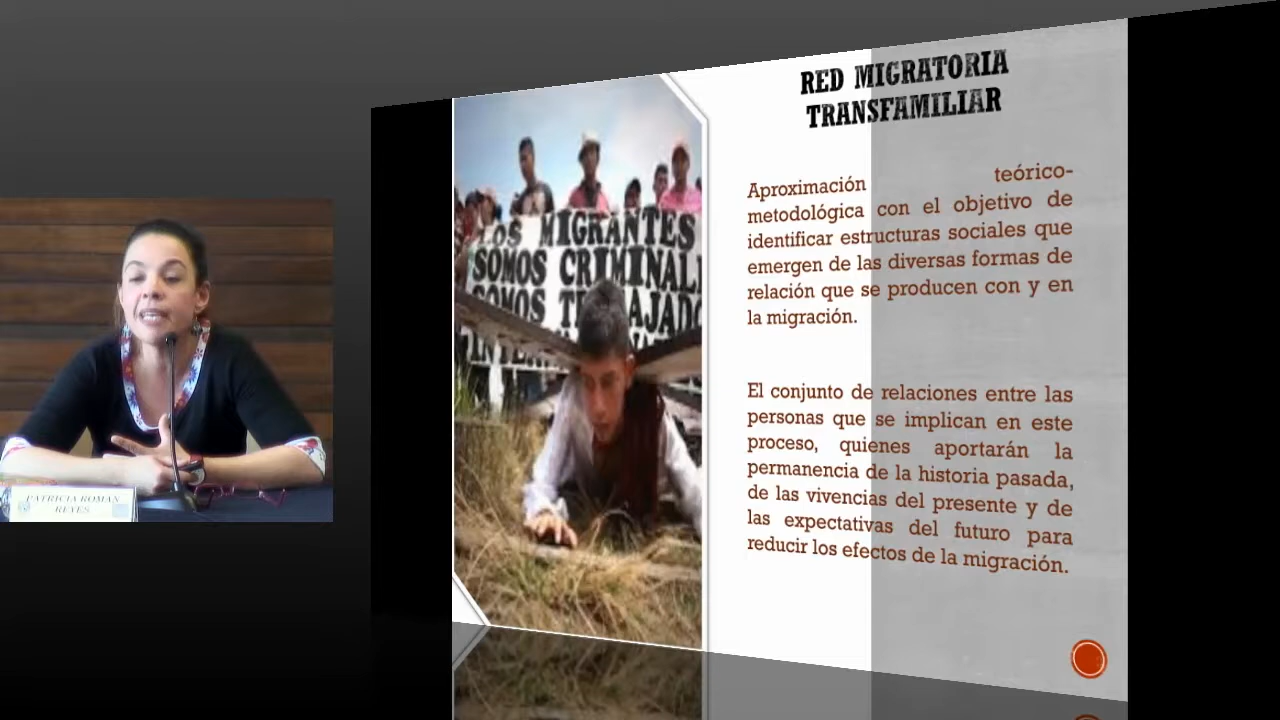 RED MIGRATORIA
TRANSFAMILIAR
Aproximación teórico-
metodológica con el objetivo de
identificar estructuras sociales que
emergen de las diversas formas de
relación que se producen con y en
la migración.
El conjunto de relaciones entre las
personas que se implican en este
proceso, quienes aportarán la
permanencia de la historia pasada,
de las vivencias del presente y de
las expectativas del futuro para
reducir los efectos de la migración.
LOS MIGRANTES
SOMOS CRIMINAL
SOMOS
PATRICIA ROMAN
REYES